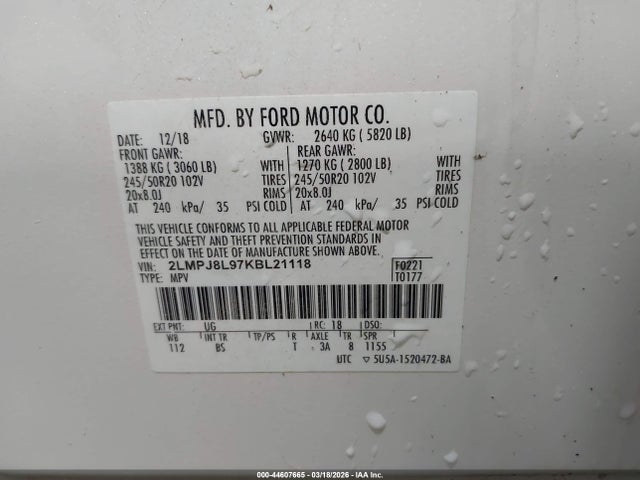 MFD. BY FORD MOTOR CO.
DATE: 12/18 GVWR: 2640 KG ( 5820 LB)
FRONT GAWR: REAR GAWR:
1388 KG ( 3060 LB) WITH 1270 KG ( 2800 LB) WITH
245/50R20 102V TIRES 245/50R20 102V TIRES
20x8.0J RIMS 20x8.0J RIMS
AT 240 kPa/ 35 PSI COLD AT 240 kPa/ 35 PSI COLD
THIS VEHICLE CONFORMS TO ALL APPLICABLE FEDERAL MOTOR
VEHICLE SAFETY AND THEFT PREVENTION STANDARDS IN
EFFECT ON THE DATE OF MANUFACTURE SHOWN ABOVE.
VIN: 2LMPJ8L97KBL21118 F0221
TYPE: MPV T0177
EXT PNT: UG RC: 18 DSO:
WB INT TR TP/PS R AXLE TR SPR
112 BS T 3A 8 1155
UTC ▽ 5U5A-1520472-BA
000-44607665 - 03/18/2026 - IAA Inc.